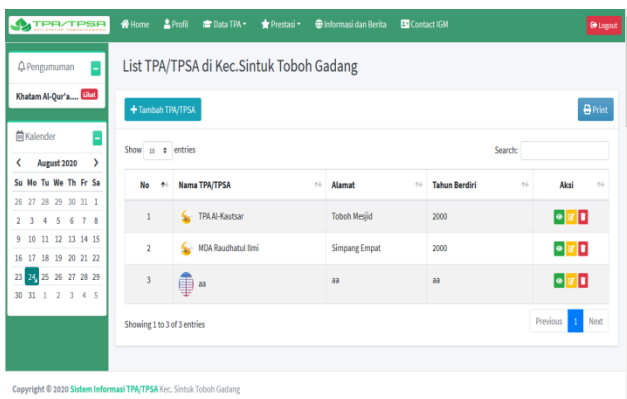 TPA/TPSA
KEC.SINTUK TOBOH GADANG
Home Profil Data TPA Prestasi Informasi dan Berita Contact IGM Logout
Pengumuman
Khatam Al-Qur'a.... Lihat
Kalender
August 2020
Su Mo Tu We Th Fr Sa
26 27 28 29 30 31 1
2 3 4 5 6 7 8
9 10 11 12 13 14 15
16 17 18 19 20 21 22
23 24 25 26 27 28 29
30 31 1 2 3 4 5
List TPA/TPSA di Kec.Sintuk Toboh Gadang
Tambah TPA/TPSA Print
Show 10 entries Search:
No Nama TPA/TPSA Alamat Tahun Berdiri Aksi
1 TPA Al-Kautsar Toboh Mesjid 2000
2 MDA Raudhatul Ilmi Simpang Empat 2000
3 aa aa aa
Showing 1 to 3 of 3 entries Previous 1 Next
Copyright © 2020 Sistem Informasi TPA/TPSA Kec. Sintuk Toboh Gadang